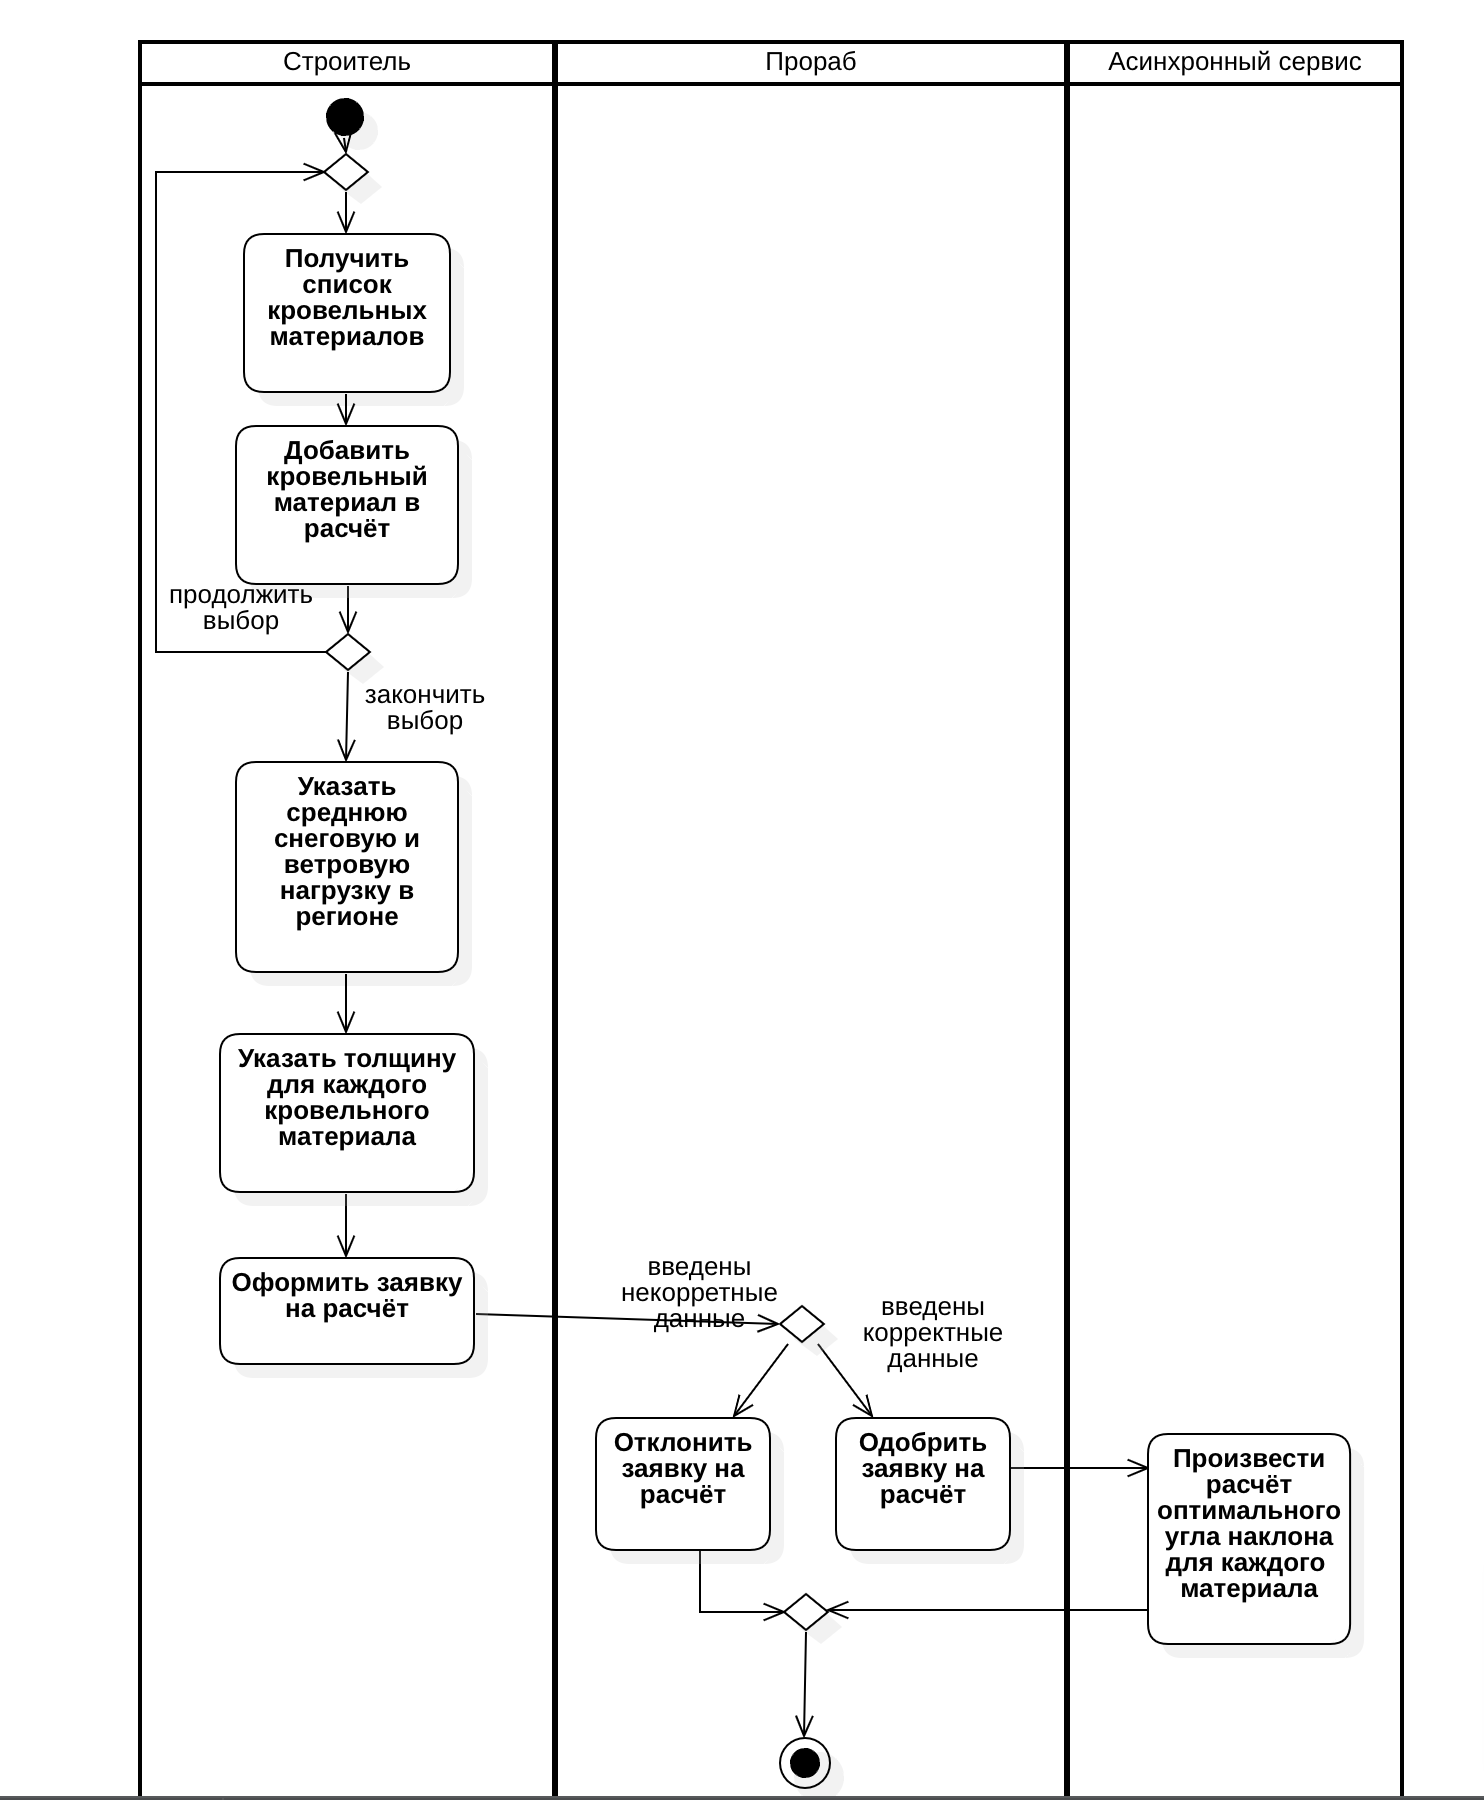 Строитель
Прораб
Асинхронный сервис
Получить
список
кровельных
материалов
Добавить
кровельный
материал в
расчёт
продолжить
выбор
закончить
выбор
Указать
среднюю
снеговую и
ветровую
нагрузку в
регионе
Указать толщину
для каждого
кровельного
материала
Оформить заявку
на расчёт
введены
некорретные
данные
введены
корректные
данные
Отклонить
заявку на
расчёт
Одобрить
заявку на
расчёт
Произвести
расчёт
оптимального
угла наклона
для каждого
материала